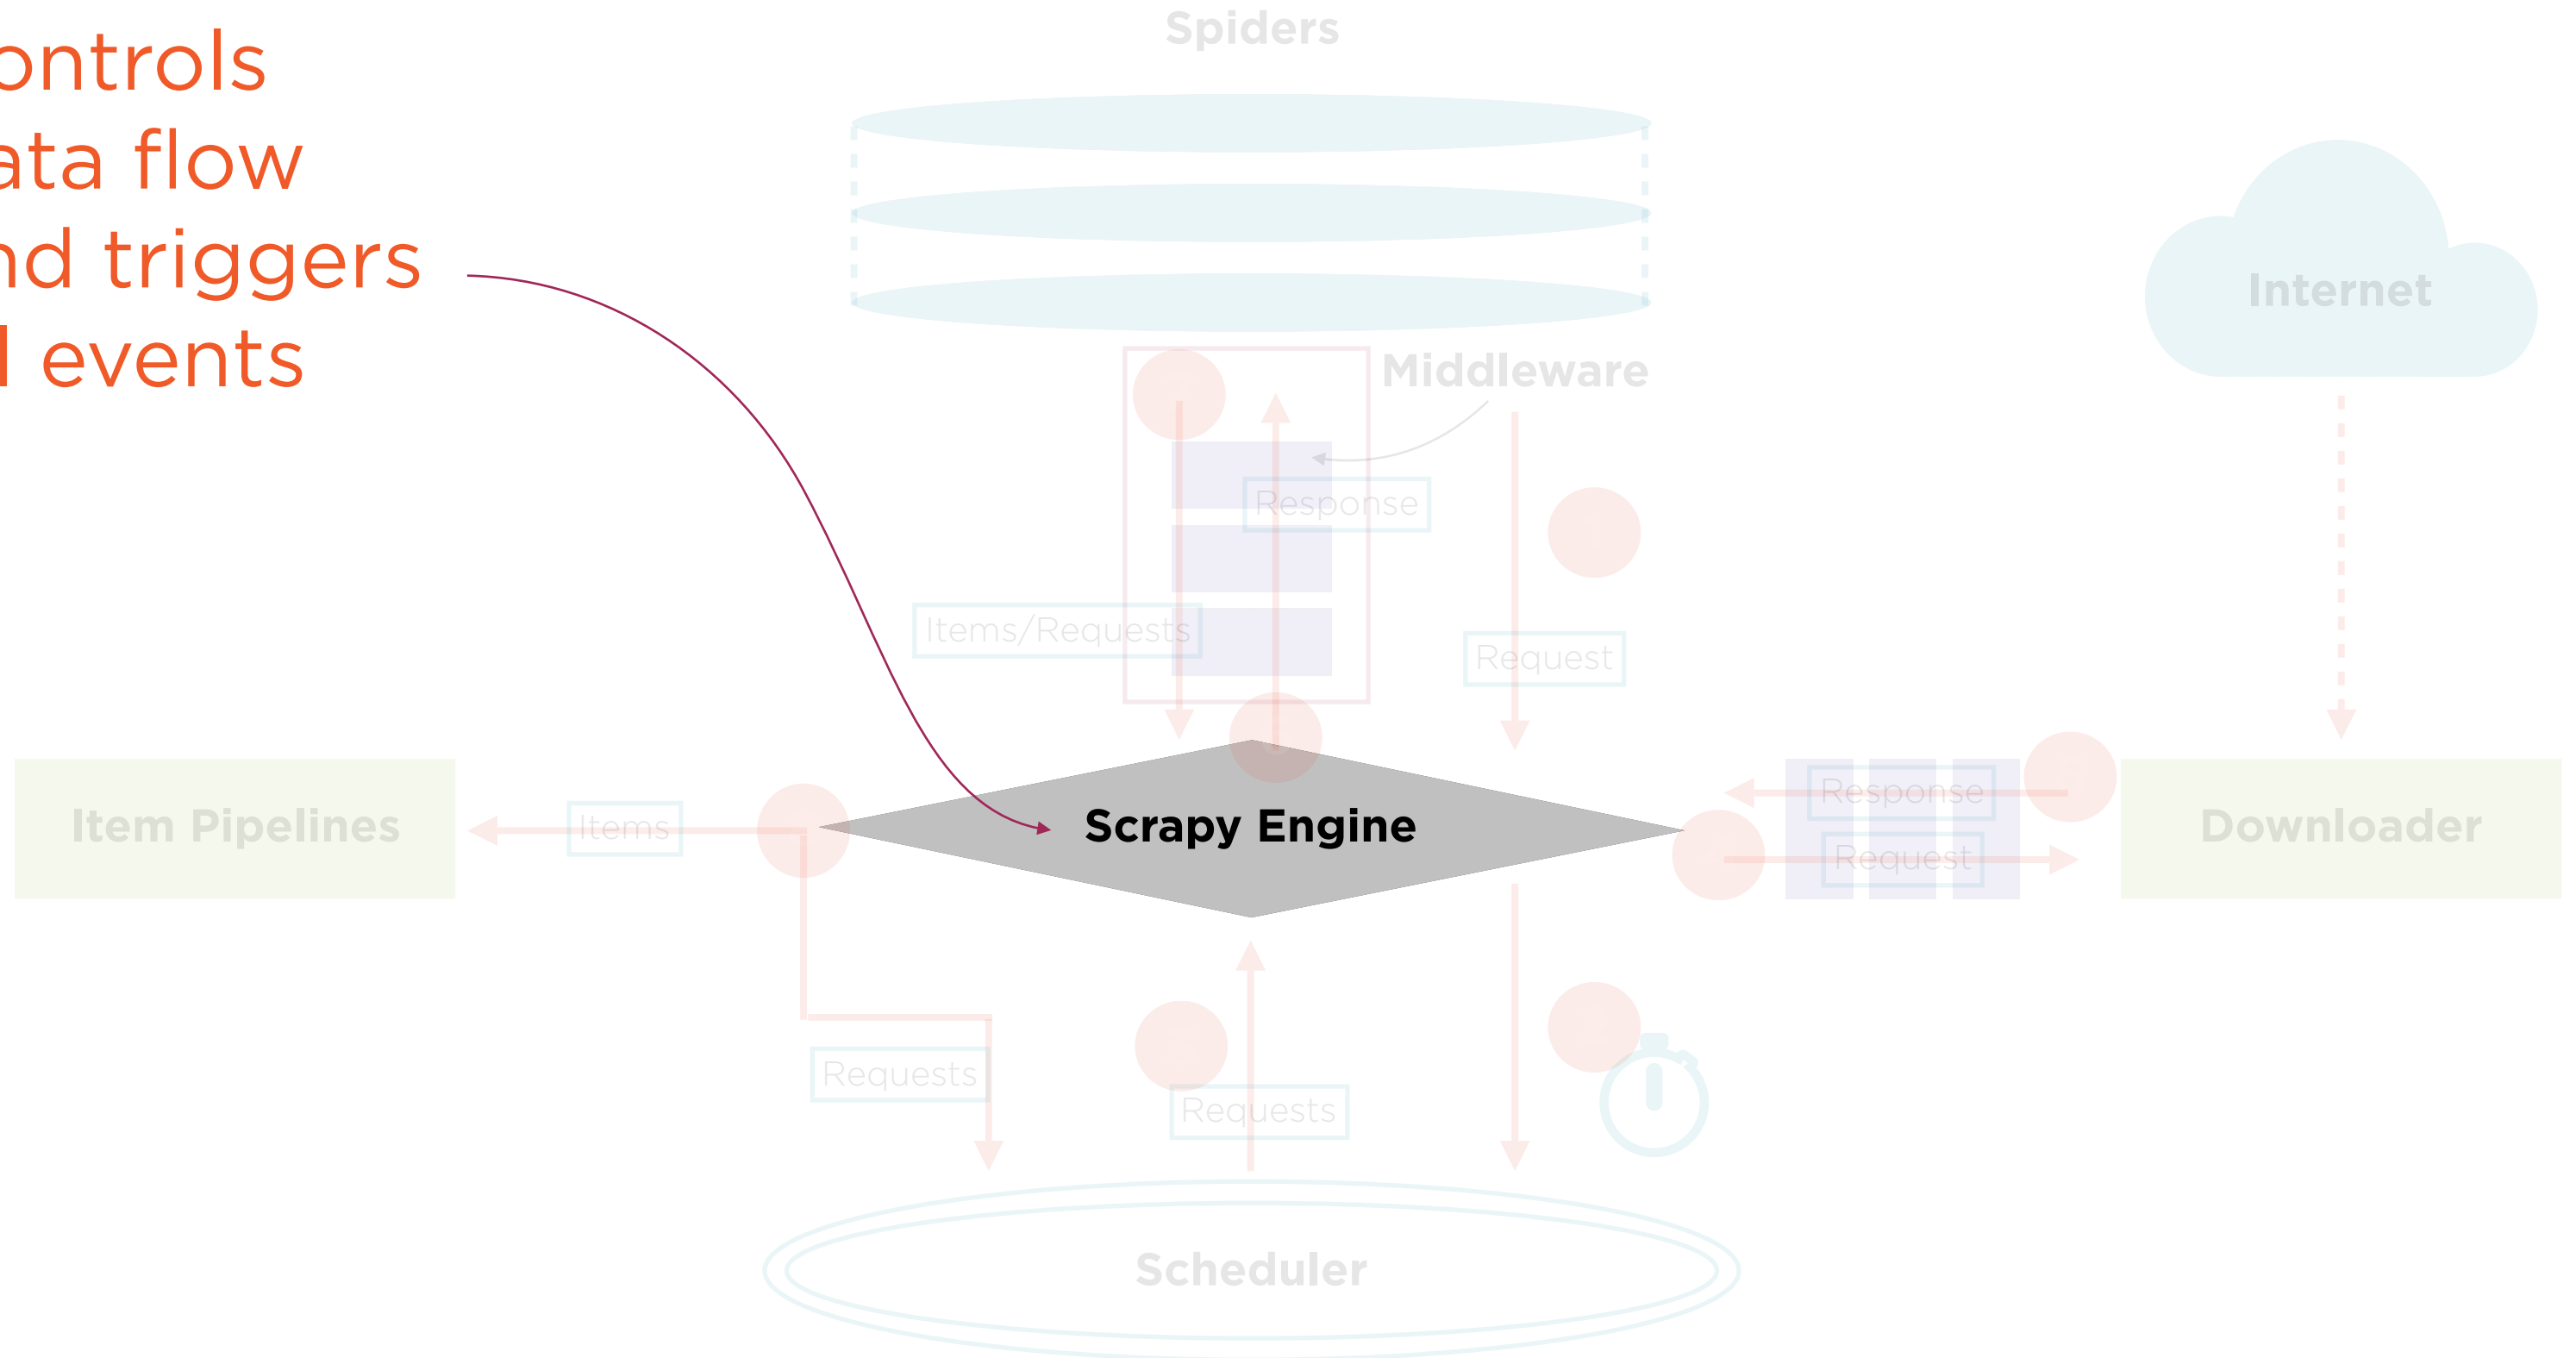 ontrols
ata flow
nd triggers
l events
Spiders
Internet
Middleware
Response
Items/Requests
Request
Item Pipelines
Items
Scrapy Engine
Response
Request
Downloader
Requests
Requests
Scheduler